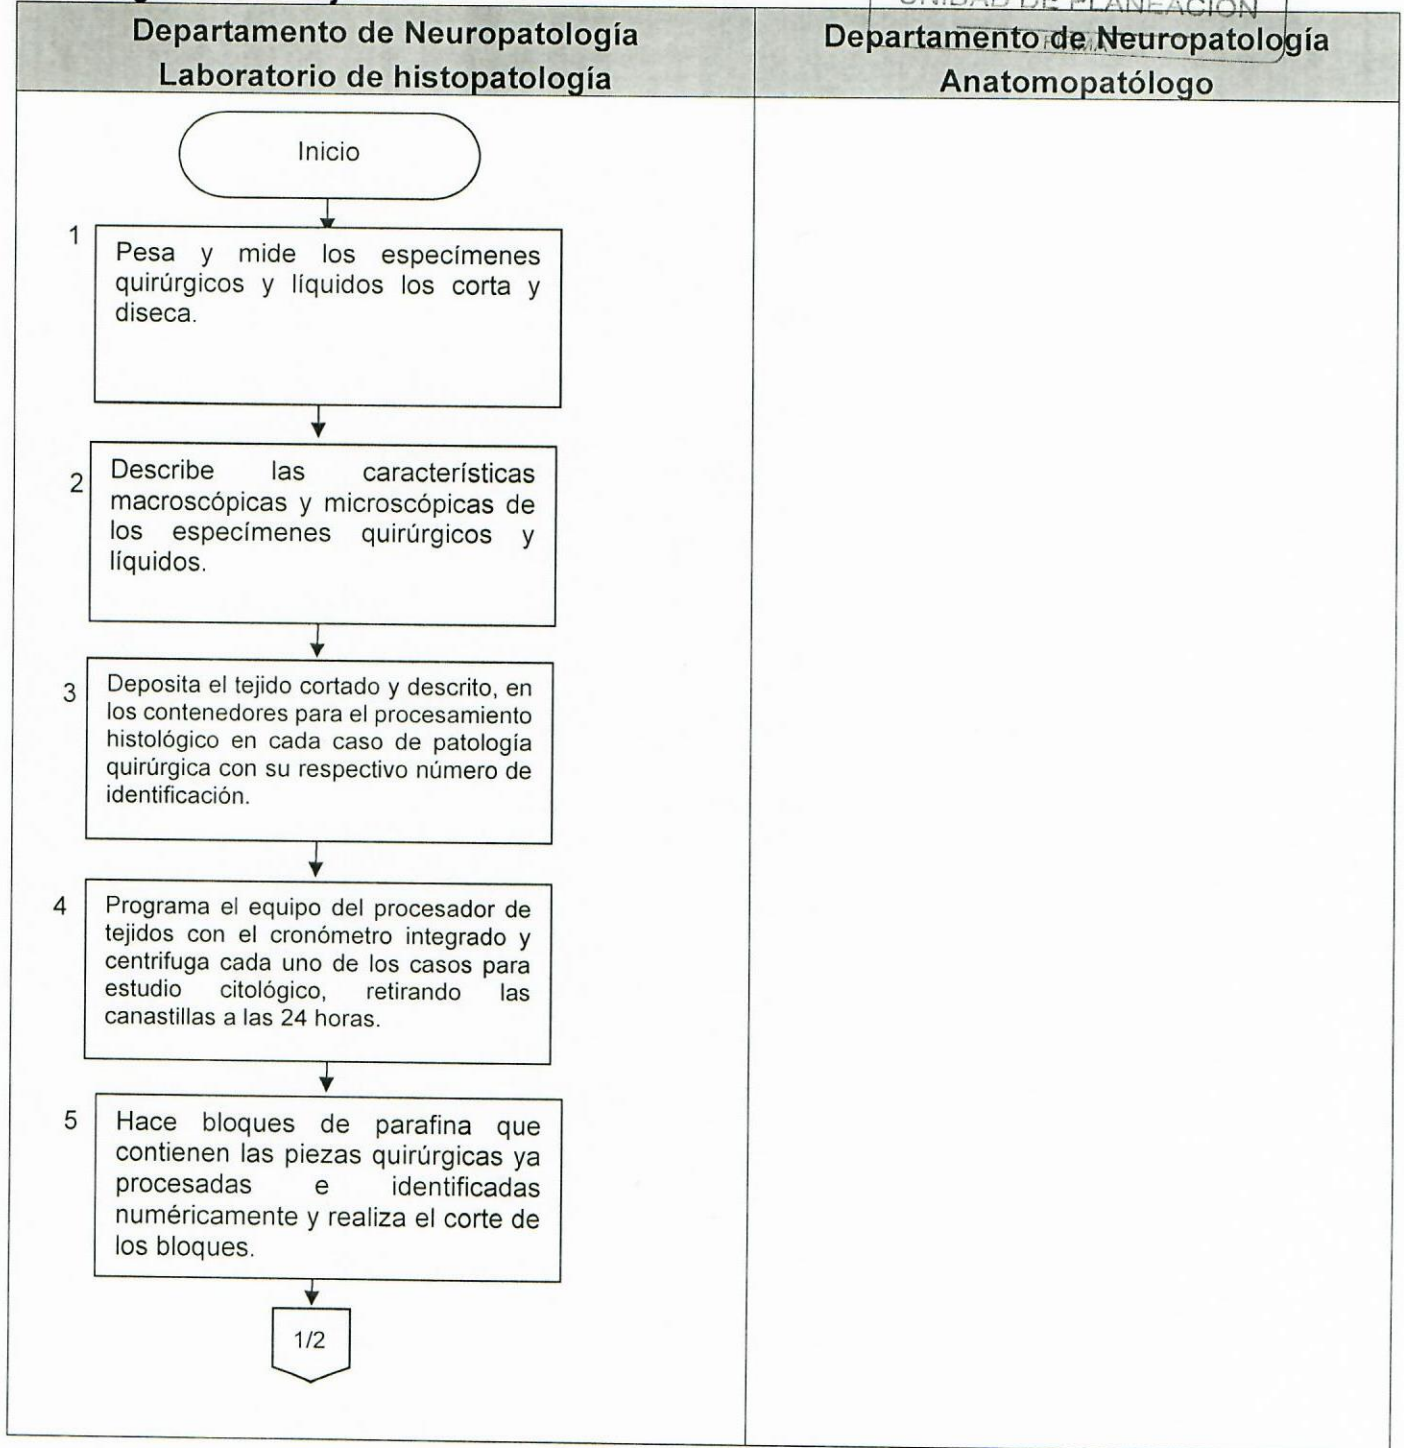 UNIDAD DE PLANEACIÓN
Departamento de Neuropatología
Laboratorio de histopatología
Departamento de Neuropatología
Anatomopatólogo
Inicio
1
Pesa y mide los especímenes
quirúrgicos y líquidos los corta y
diseca.
2
Describe las características
macroscópicas y microscópicas de
los especímenes quirúrgicos y
líquidos.
3
Deposita el tejido cortado y descrito, en
los contenedores para el procesamiento
histológico en cada caso de patología
quirúrgica con su respectivo número de
identificación.
4
Programa el equipo del procesador de
tejidos con el cronómetro integrado y
centrifuga cada uno de los casos para
estudio citológico, retirando las
canastillas a las 24 horas.
5
Hace bloques de parafina que
contienen las piezas quirúrgicas ya
procesadas e identificadas
numéricamente y realiza el corte de
los bloques.
1/2